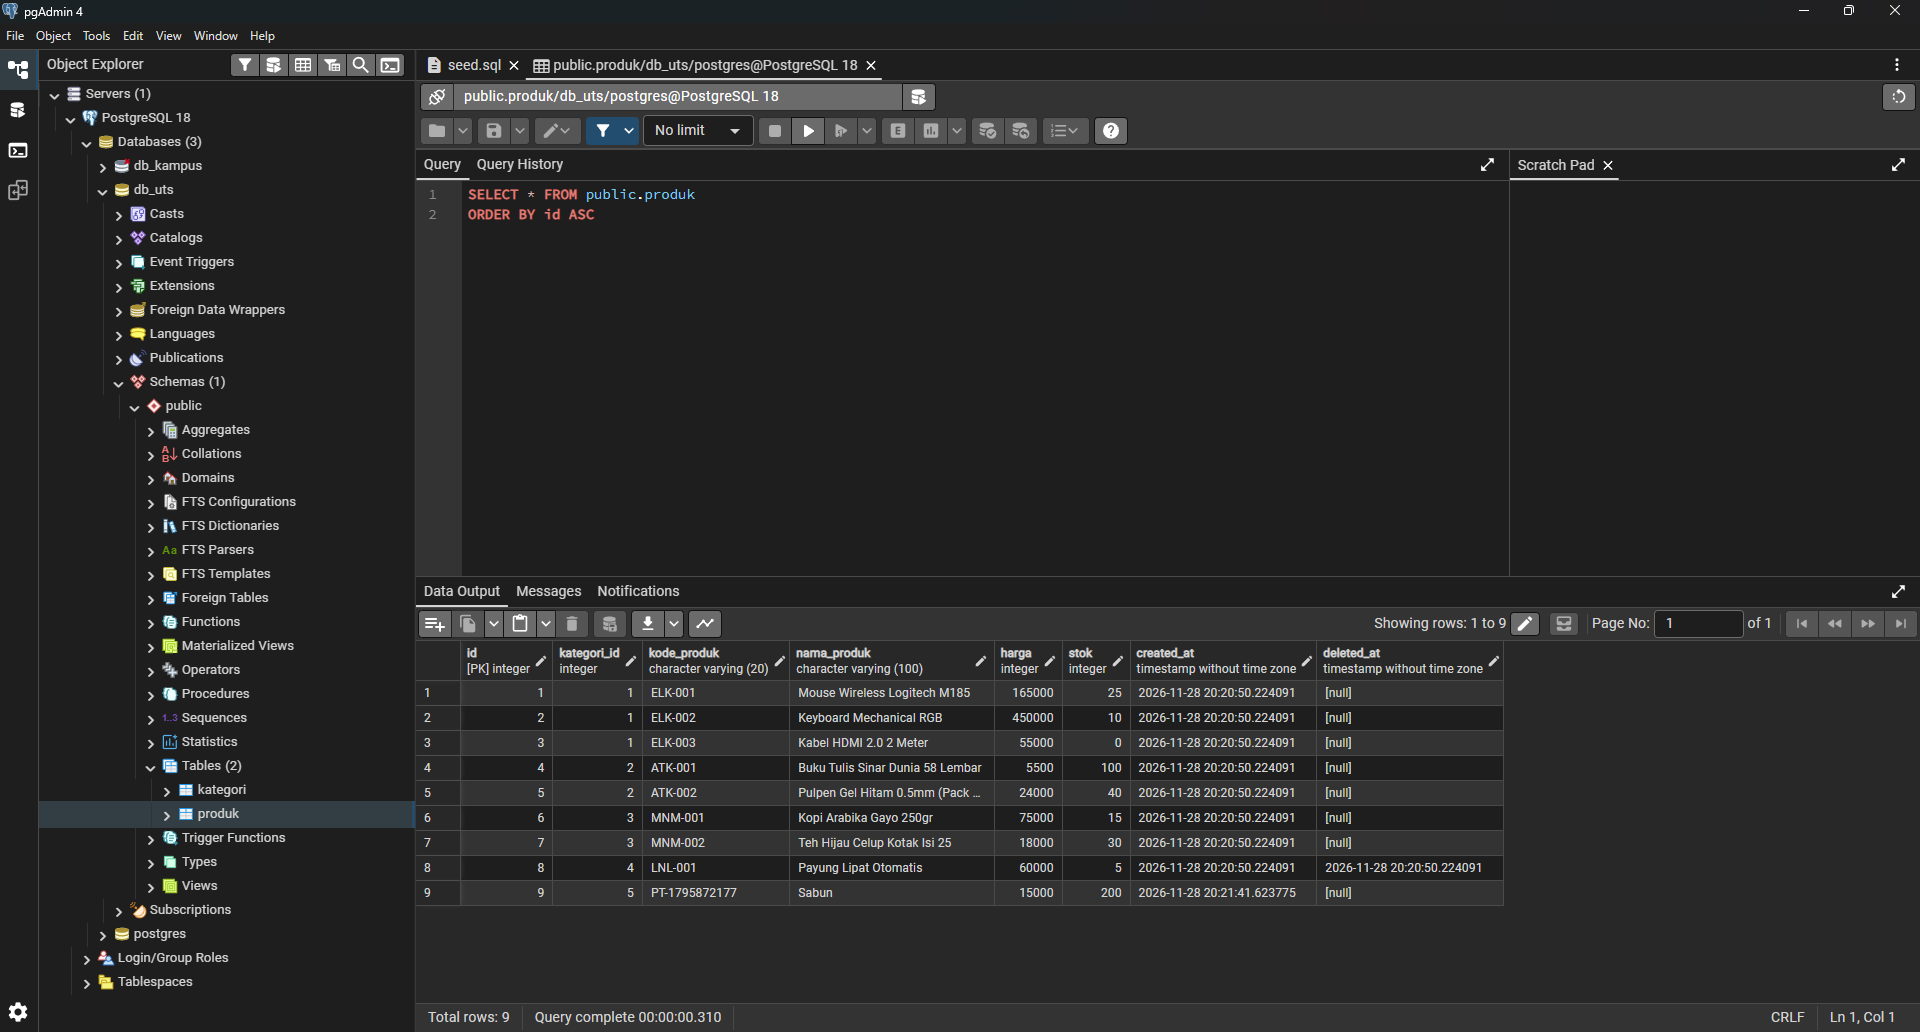 pgAdmin 4
File Object Tools Edit View Window Help
Object Explorer
Servers (1)
PostgreSQL 18
Databases (3)
db_kampus
db_uts
Casts
Catalogs
Event Triggers
Extensions
Foreign Data Wrappers
Languages
Publications
Schemas (1)
public
Aggregates
Collations
Domains
FTS Configurations
FTS Dictionaries
Aa FTS Parsers
FTS Templates
Foreign Tables
Functions
Materialized Views
Operators
Procedures
1..3 Sequences
Statistics
Tables (2)
kategori
produk
Trigger Functions
Types
Views
Subscriptions
postgres
Login/Group Roles
Tablespaces
seed.sql public.produk/db_uts/postgres@PostgreSQL 18
public.produk/db_uts/postgres@PostgreSQL 18
No limit E
Query Query History
Scratch Pad
1 SELECT * FROM public.produk
2 ORDER BY id ASC
Data Output Messages Notifications
Showing rows: 1 to 9 Page No: 1 of 1
id kategori_id kode_produk nama_produk harga stok created_at deleted_at
[PK] integer integer character varying (20) character varying (100) integer integer timestamp without time zone timestamp without time zone
1 1 1 ELK-001 Mouse Wireless Logitech M185 165000 25 2026-11-28 20:20:50.224091 [null]
2 2 1 ELK-002 Keyboard Mechanical RGB 450000 10 2026-11-28 20:20:50.224091 [null]
3 3 1 ELK-003 Kabel HDMI 2.0 2 Meter 55000 0 2026-11-28 20:20:50.224091 [null]
4 4 2 ATK-001 Buku Tulis Sinar Dunia 58 Lembar 5500 100 2026-11-28 20:20:50.224091 [null]
5 5 2 ATK-002 Pulpen Gel Hitam 0.5mm (Pack ... 24000 40 2026-11-28 20:20:50.224091 [null]
6 6 3 MNM-001 Kopi Arabika Gayo 250gr 75000 15 2026-11-28 20:20:50.224091 [null]
7 7 3 MNM-002 Teh Hijau Celup Kotak Isi 25 18000 30 2026-11-28 20:20:50.224091 [null]
8 8 4 LNL-001 Payung Lipat Otomatis 60000 5 2026-11-28 20:20:50.224091 2026-11-28 20:20:50.224091
9 9 5 PT-1795872177 Sabun 15000 200 2026-11-28 20:21:41.623775 [null]
Total rows: 9 Query complete 00:00:00.310
CRLF Ln 1, Col 1